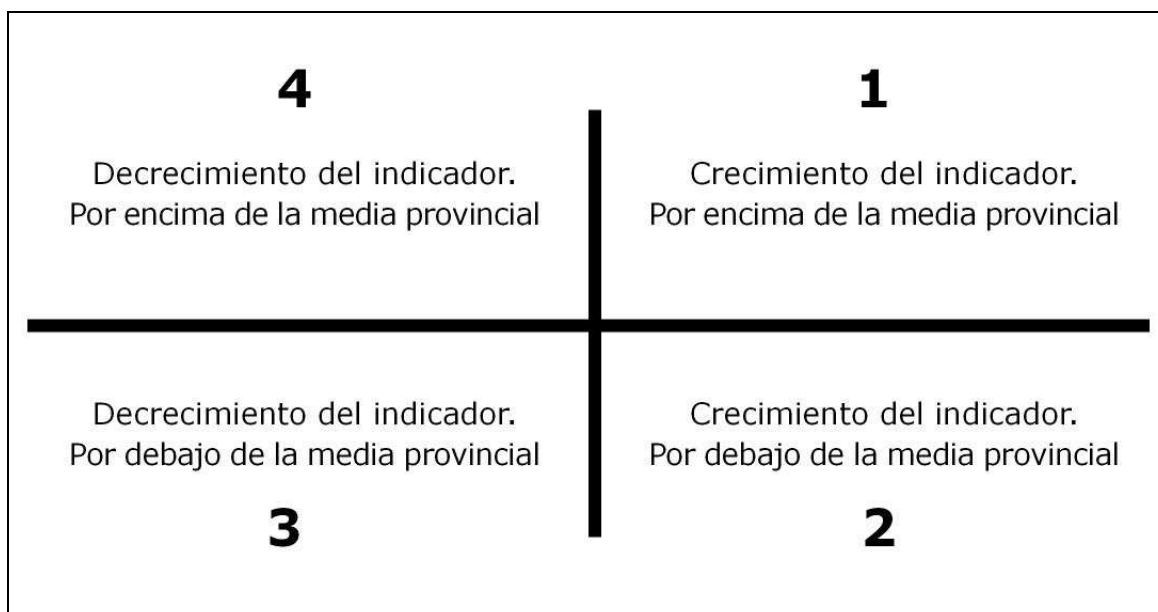 4
Decrecimiento del indicador.
Por encima de la media provincial
1
Crecimiento del indicador.
Por encima de la media provincial
Decrecimiento del indicador.
Por debajo de la media provincial
3
Crecimiento del indicador.
Por debajo de la media provincial
2